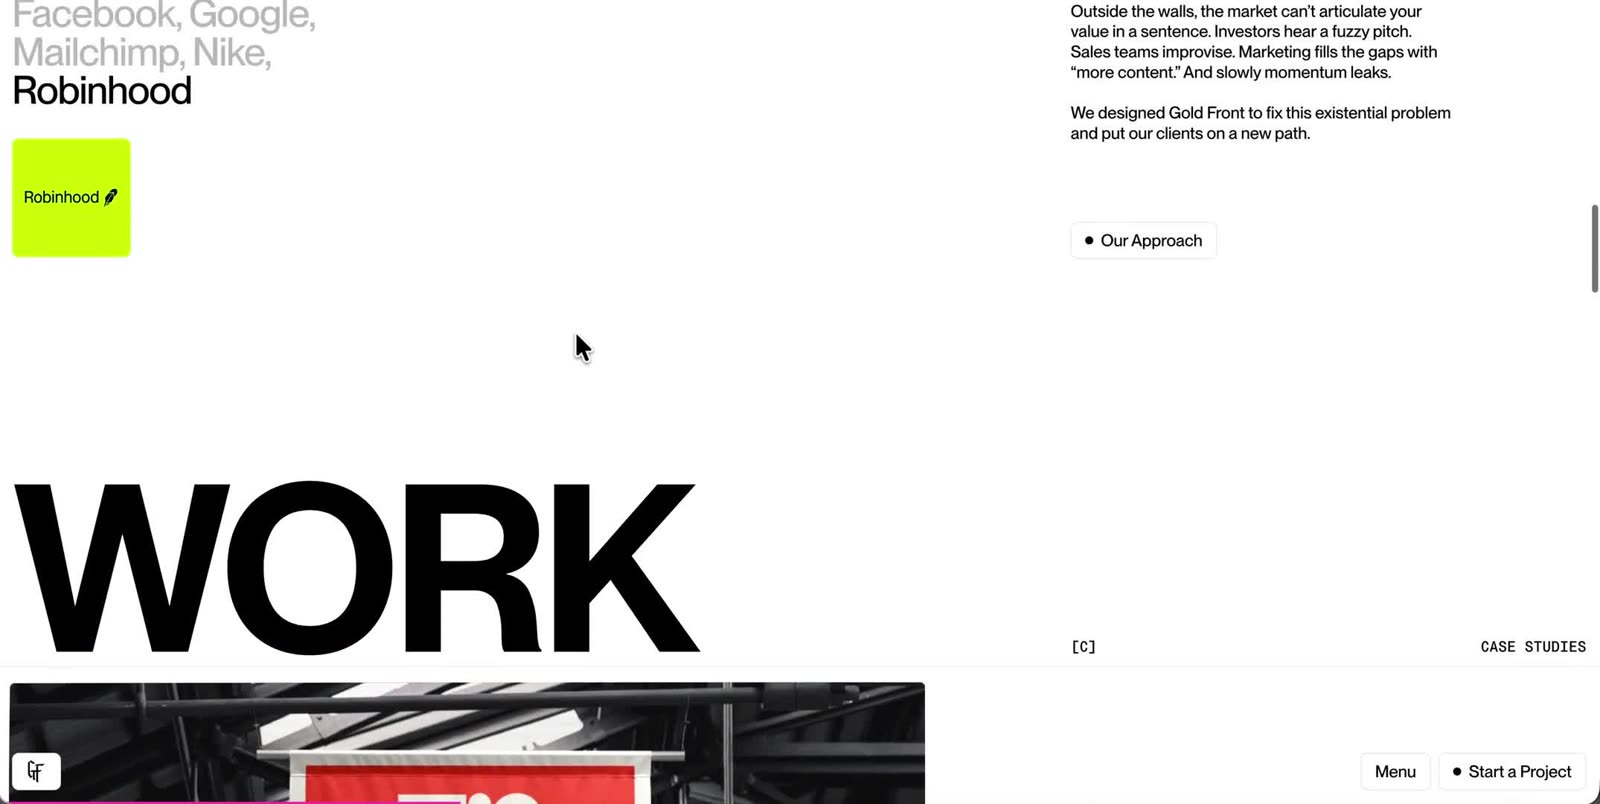 Facebook, Google,
Mailchimp, Nike,
Robinhood
Robinhood
Outside the walls, the market can’t articulate your
value in a sentence. Investors hear a fuzzy pitch.
Sales teams improvise. Marketing fills the gaps with
“more content.” And slowly momentum leaks.
We designed Gold Front to fix this existential problem
and put our clients on a new path.
Our Approach
WORK
[C]
CASE STUDIES
GF
Menu
Start a Project